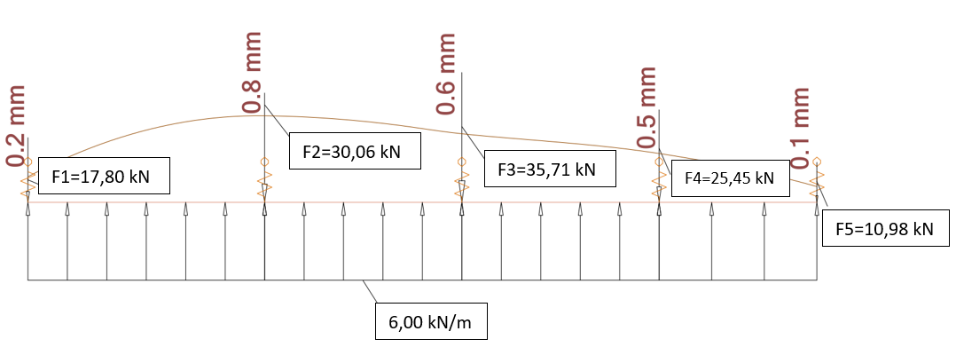 0.2 mm
0.8 mm
0.6 mm
0.5 mm
0.1 mm
F1=17,80 kN
F2=30,06 kN
F3=35,71 kN
F4=25,45 kN
F5=10,98 kN
6,00 kN/m